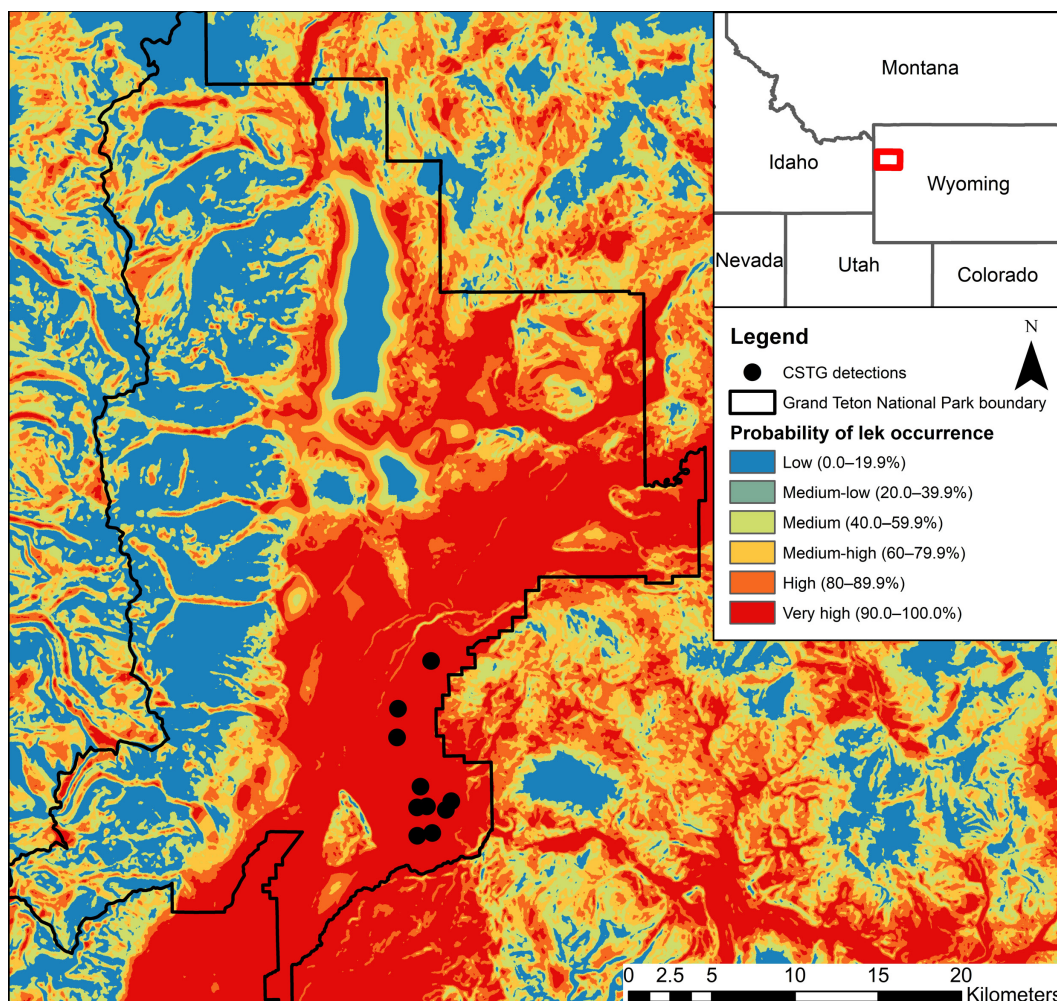 Montana
Idaho
Wyoming
Nevada
Utah
Colorado
Legend
N
CSTG detections
Grand Teton National Park boundary
Probability of lek occurrence
Low (0.0–19.9%)
Medium-low (20.0–39.9%)
Medium (40.0–59.9%)
Medium-high (60–79.9%)
High (80–89.9%)
Very high (90.0–100.0%)
0 2.5 5 10 15 20
Kilometers